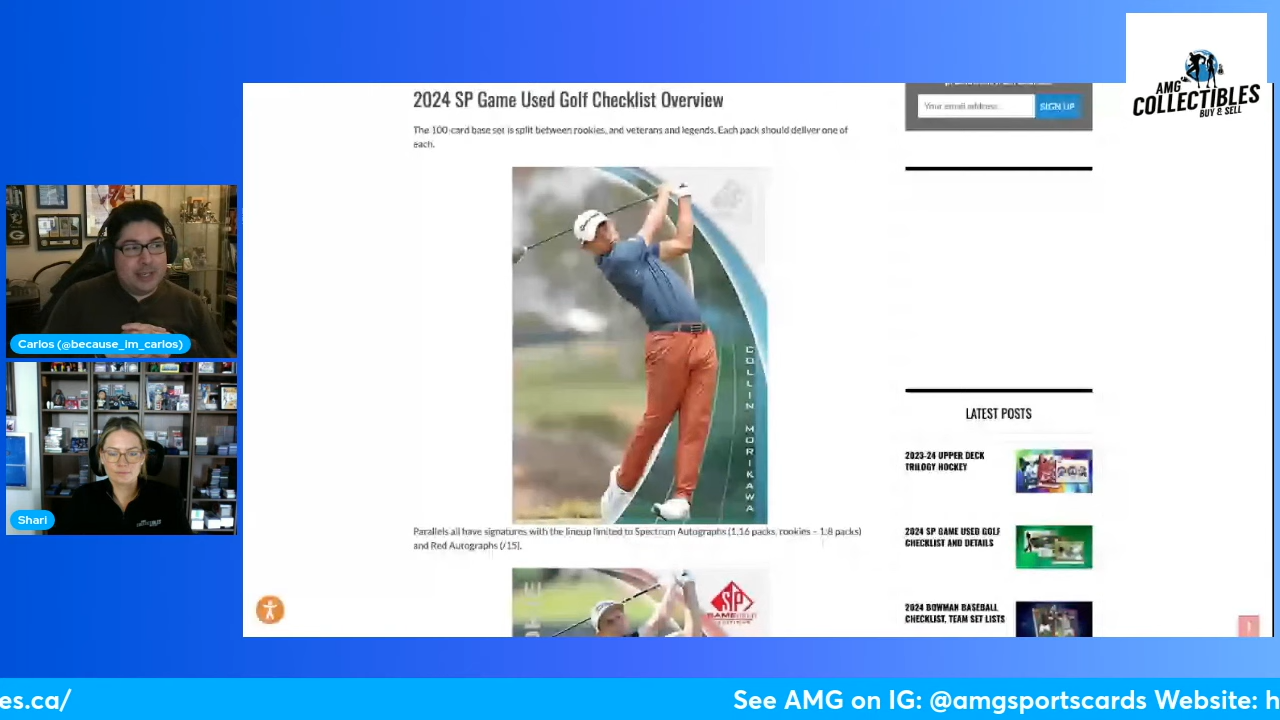 AMG
COLLECTIBLES
BUY & SELL
2024 SP Game Used Golf Checklist Overview
The 100-card base set is split between rookies, and veterans and legends. Each pack should deliver one of
each.
COLLIN MORIKAWA
Parallels all have signatures with the lineup limited to Spectrum Autographs (1:16 packs, rookies – 1:8 packs)
and Red Autographs (/15).
SP
GAME USED
Your email address..
SIGN UP
LATEST POSTS
2023-24 UPPER DECK
TRILOGY HOCKEY
2024 SP GAME USED GOLF
CHECKLIST AND DETAILS
2024 BOWMAN BASEBALL
CHECKLIST, TEAM SET LISTS
Carlos (@because_im_carlos)
Shari
es.ca/
See AMG on IG: @amgsportscards Website: h